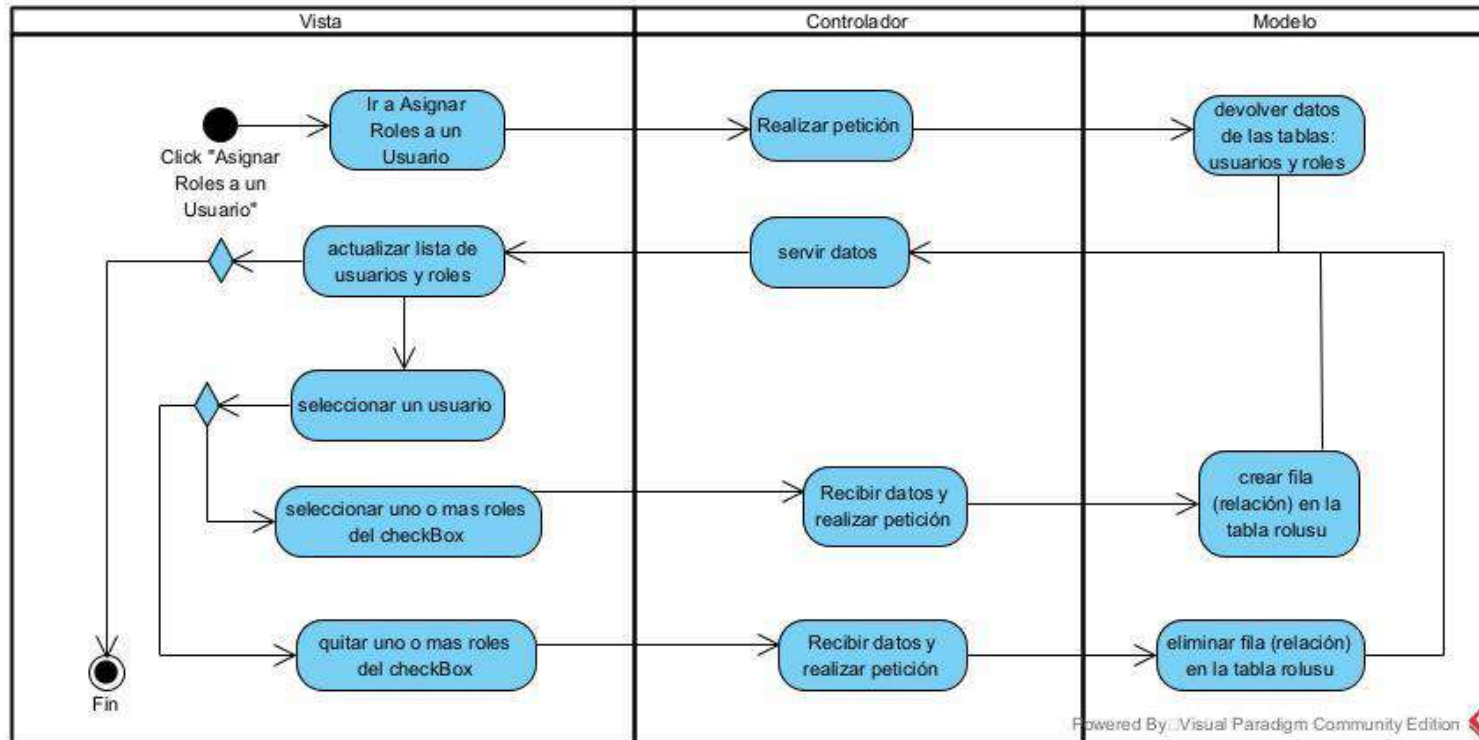 Vista
Controlador
Modelo
Ir a Asignar
Roles a un
Usuario
Realizar petición
devolver datos
de las tablas:
usuarios y roles
Click "Asignar
Roles a un
Usuario"
actualizar lista de
usuarios y roles
servir datos
seleccionar un usuario
seleccionar uno o mas roles
del checkBox
Recibir datos y
realizar petición
crear fila
(relación) en la
tabla rolusu
quitar uno o mas roles
del checkBox
Recibir datos y
realizar petición
eliminar fila (relación)
en la tabla rolusu
Fin
Powered By Visual Paradigm Community Edition